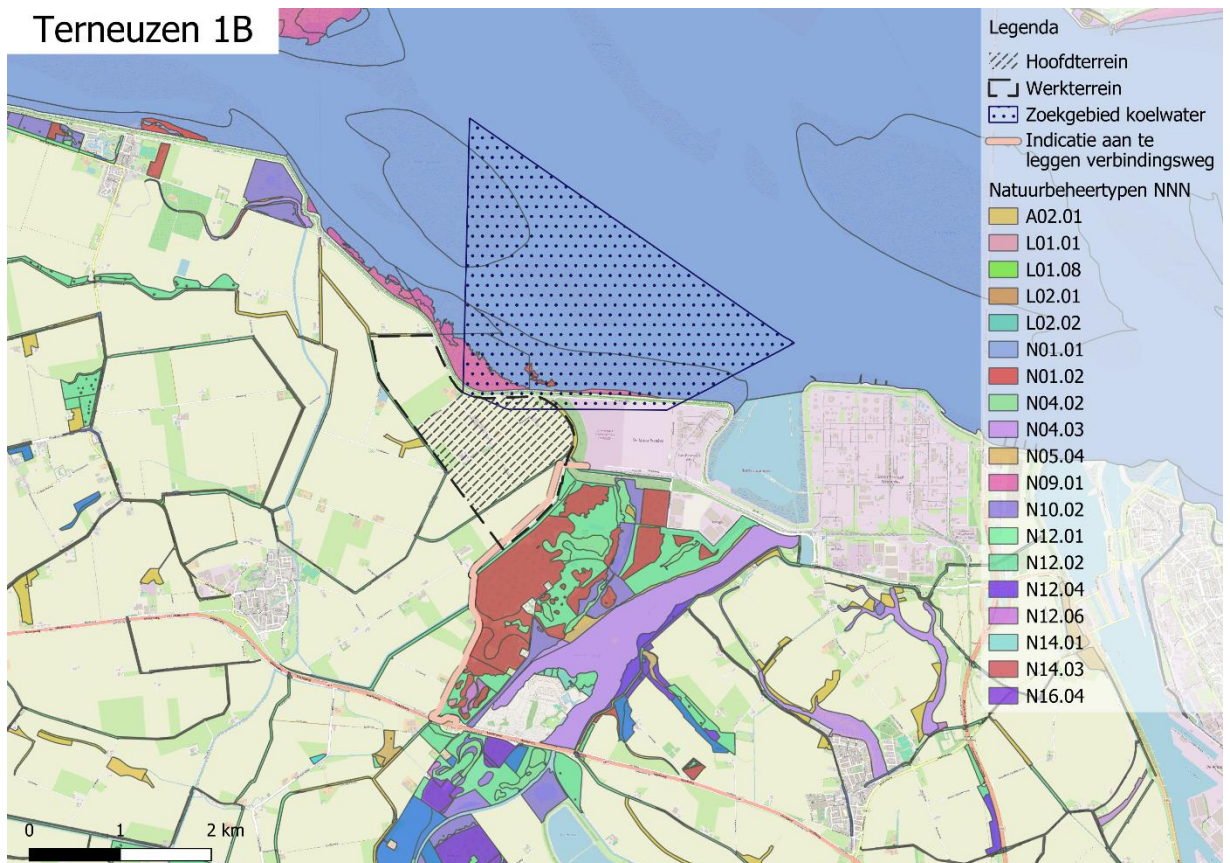 Terneuzen 1B
Legenda
Hoofdterrein
Werkterrein
Zoekgebied koelwater
Indicatie aan te
leggen verbindingsweg
Natuurbeheertypen NNN
A02.01
L01.01
L01.08
L02.01
L02.02
N01.01
N01.02
N04.02
N04.03
N05.04
N09.01
N10.02
N12.01
N12.02
N12.04
N12.06
N14.01
N14.03
N16.04
0 1 2 km